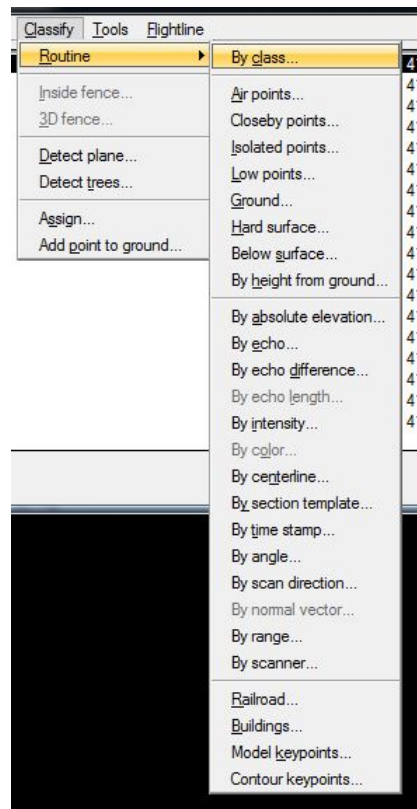 Classify Tools Flightline
Routine
Inside fence...
3D fence...
Detect plane...
Detect trees...
Assign...
Add point to ground...
By class...
Air points...
Closeby points...
Isolated points...
Low points...
Ground...
Hard surface...
Below surface...
By height from ground...
By absolute elevation...
By echo...
By echo difference...
By echo length...
By intensity...
By color...
By centerline...
By section template...
By time stamp...
By angle...
By scan direction...
By normal vector...
By range...
By scanner...
Railroad...
Buildings...
Model keypoints...
Contour keypoints...